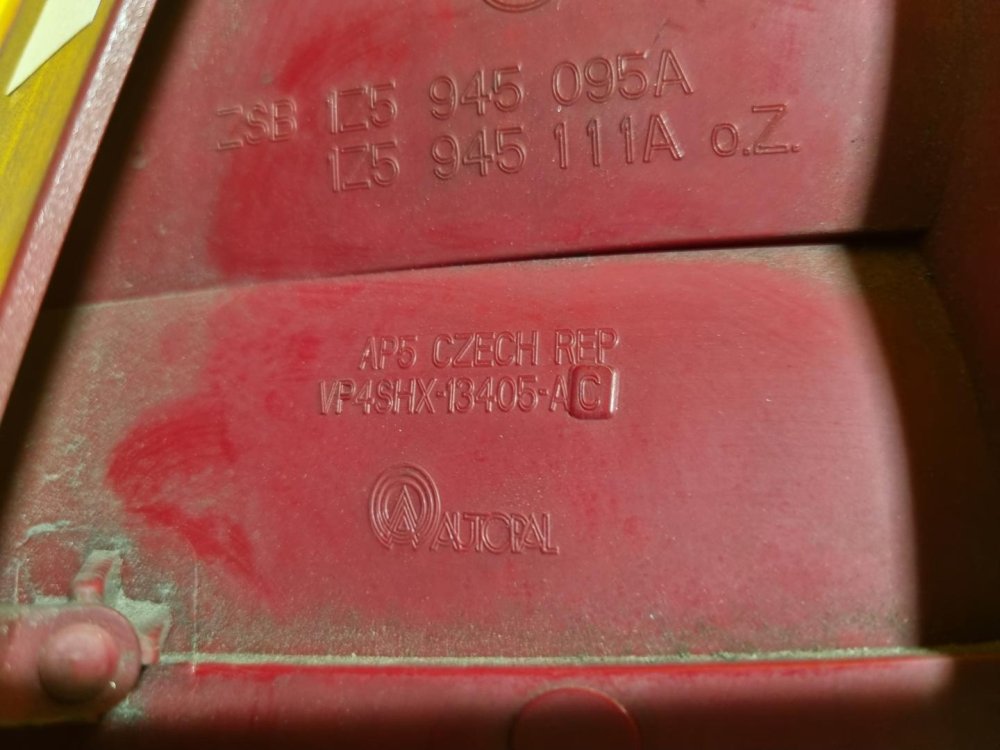 ZSB 1Z5 945 095A
1Z5 945 111A o.Z.
AP5 CZECH REP
VP4SHX-13405-AC
AUTOPAL